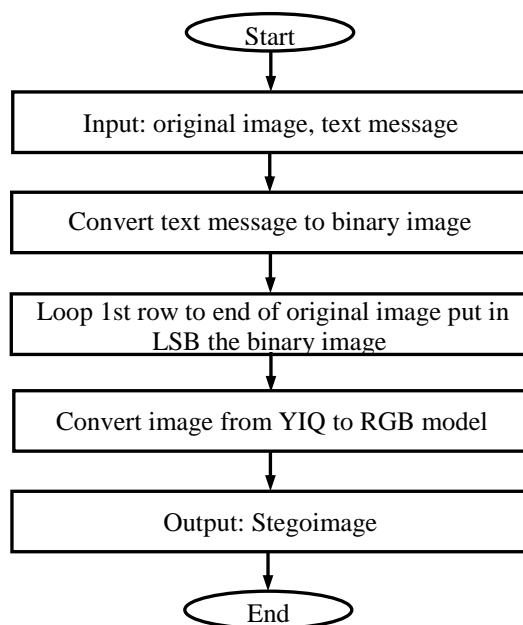 Start
Input: original image, text message
Convert text message to binary image
Loop 1st row to end of original image put in
LSB the binary image
Convert image from YIQ to RGB model
Output: Stegoimage
End